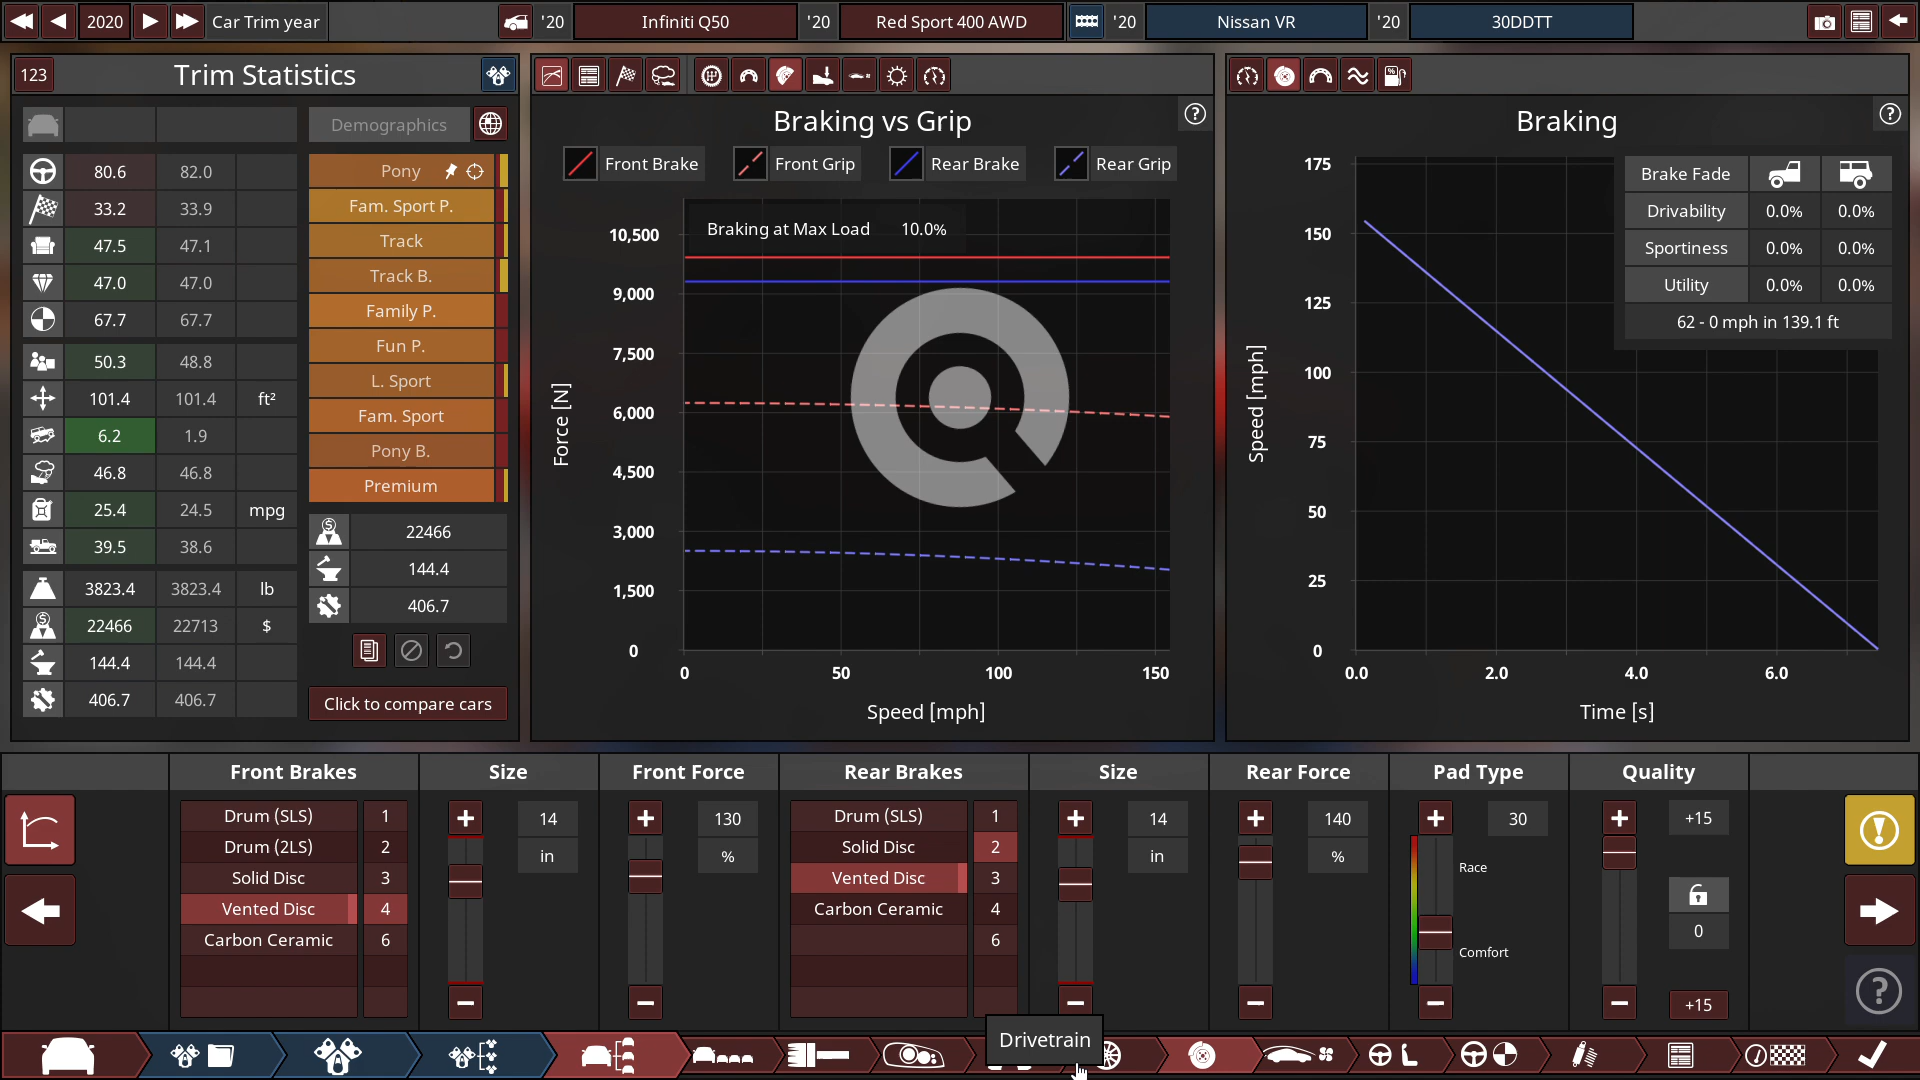 2020 Car Trim year '20 Infiniti Q50 '20 Red Sport 400 AWD '20 Nissan VR '20 30DDTT
123 Trim Statistics
Demographics
80.6 82.0
33.2 33.9
47.5 47.1
47.0 47.0
67.7 67.7
50.3 48.8
101.4 101.4 ft²
6.2 1.9
46.8 46.8
25.4 24.5 mpg
39.5 38.6
3823.4 3823.4 lb
22466 22713 $
144.4 144.4
406.7 406.7
Pony
Fam. Sport P.
Track
Track B.
Family P.
Fun P.
L. Sport
Fam. Sport
Pony B.
Premium
22466
144.4
406.7
Click to compare cars
Braking vs Grip
?
Front Brake Front Grip Rear Brake Rear Grip
Braking at Max Load 10.0%
10,500
9,000
7,500
6,000
4,500
3,000
1,500
0
Force [N]
0 50 100 150
Speed [mph]
Braking
?
175
150
125
100
75
50
25
0
Speed [mph]
0.0 2.0 4.0 6.0
Time [s]
Brake Fade
Drivability 0.0% 0.0%
Sportiness 0.0% 0.0%
Utility 0.0% 0.0%
62 - 0 mph in 139.1 ft
Front Brakes Size Front Force Rear Brakes Size Rear Force Pad Type Quality
Drum (SLS) 1
Drum (2LS) 2
Solid Disc 3
Vented Disc 4
Carbon Ceramic 6
+ 14
in
−
+ 130
%
−
Drum (SLS) 1
Solid Disc 2
Vented Disc 3
Carbon Ceramic 4
6
+ 14
in
−
+ 140
%
−
+ 30
Race
Comfort
−
+ +15
0
− +15
!
?
Drivetrain